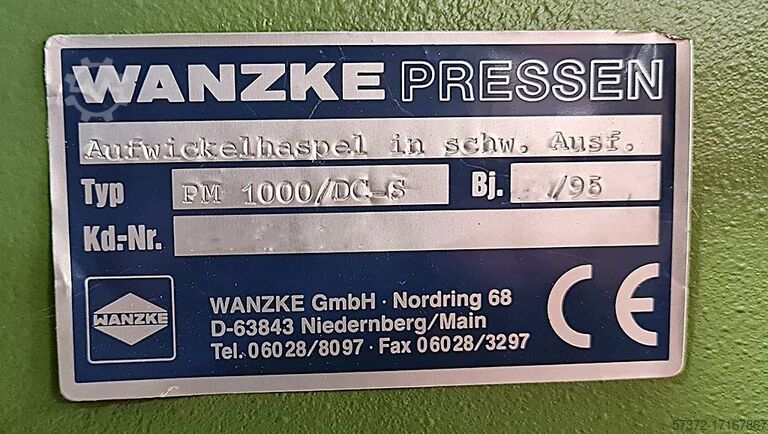 WANZKE PRESSEN
Aufwickelhaspel in schw. Ausf.
Typ PM 1000/DC-S Bj. /95
Kd.-Nr.
WANZKE
WANZKE GmbH · Nordring 68
D-63843 Niedernberg/Main
Tel. 06028/8097 · Fax 06028/3297
CE
57372-17167867